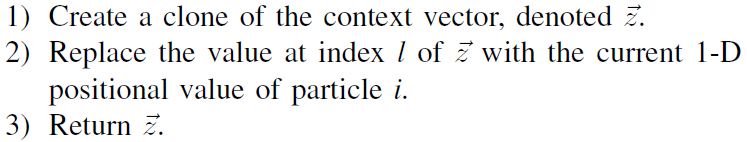 1) Create a clone of the context vector, denoted z⃗.
2) Replace the value at index l of z⃗ with the current 1-D
positional value of particle i.
3) Return z⃗.